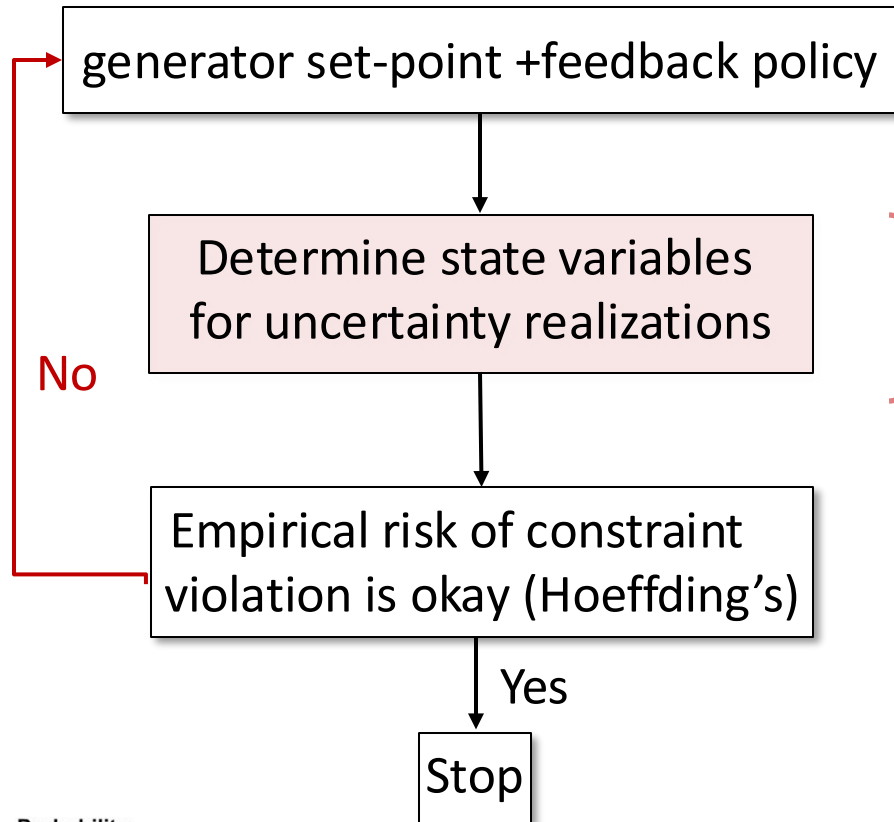 generator set-point +feedback policy
Determine state variables
for uncertainty realizations
No
Empirical risk of constraint
violation is okay (Hoeffding's)
Yes
Stop